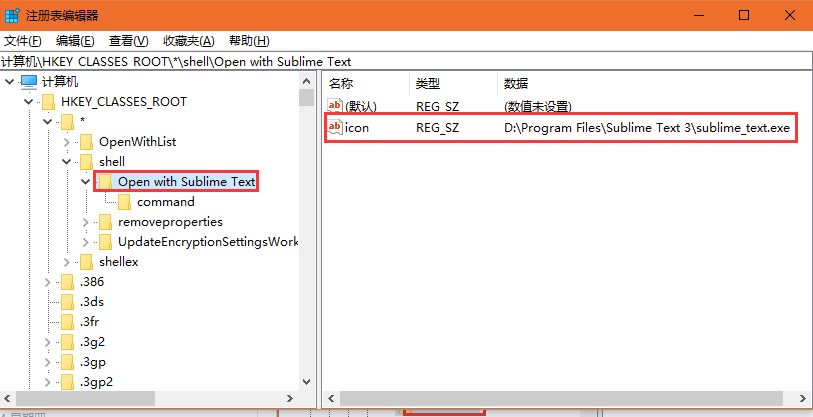 注册表编辑器
文件(F) 编辑(E) 查看(V) 收藏夹(A) 帮助(H)
计算机\HKEY_CLASSES_ROOT\*\shell\Open with Sublime Text
计算机
HKEY_CLASSES_ROOT
*
OpenWithList
shell
Open with Sublime Text
command
removeproperties
UpdateEncryptionSettingsWork
shellex
.386
.3ds
.3fr
.3g2
.3gp
.3gp2
名称 类型 数据
ab (默认) REG_SZ (数值未设置)
ab icon REG_SZ D:\Program Files\Sublime Text 3\sublime_text.exe